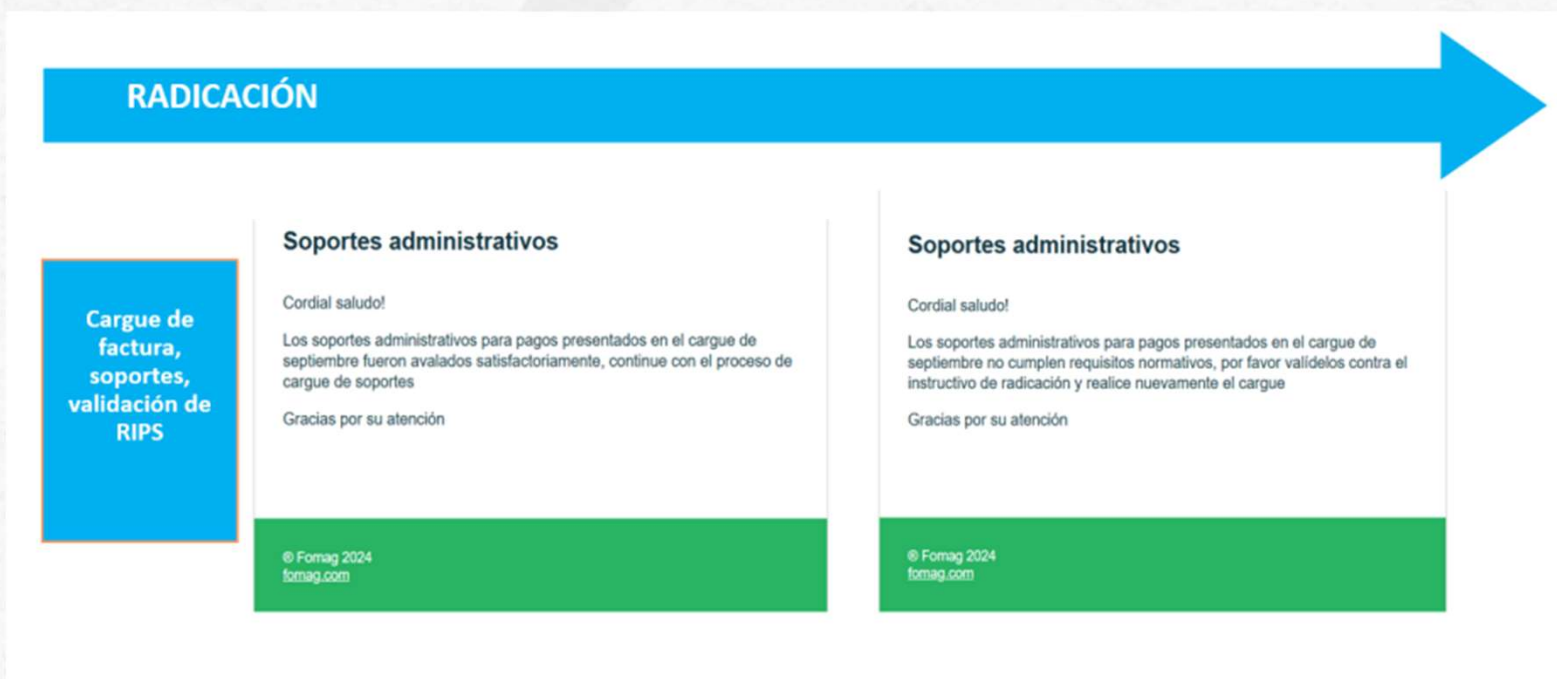 RADICACIÓN
Cargue de
factura,
soportes,
validación de
RIPS
Soportes administrativos
Cordial saludo!
Los soportes administrativos para pagos presentados en el cargue de
septiembre fueron avalados satisfactoriamente, continue con el proceso de
cargue de soportes
Gracias por su atención
® Fomag 2024
fomag.com
Soportes administrativos
Cordial saludo!
Los soportes administrativos para pagos presentados en el cargue de
septiembre no cumplen requisitos normativos, por favor valídelos contra el
instructivo de radicación y realice nuevamente el cargue
Gracias por su atención
® Fomag 2024
fomag.com